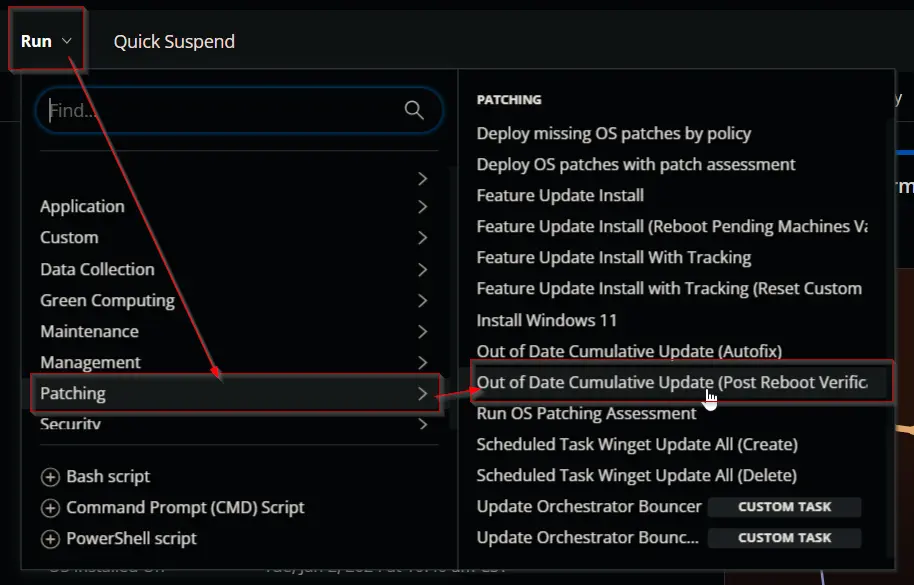 Run
Quick Suspend
Find...
Application
Custom
Data Collection
Green Computing
Maintenance
Management
Patching
Security
Bash script
Command Prompt (CMD) Script
PowerShell script
PATCHING
Deploy missing OS patches by policy
Deploy OS patches with patch assessment
Feature Update Install
Feature Update Install (Reboot Pending Machines Va
Feature Update Install With Tracking
Feature Update Install with Tracking (Reset Custom
Install Windows 11
Out of Date Cumulative Update (Autofix)
Out of Date Cumulative Update (Post Reboot Verific
Run OS Patching Assessment
Scheduled Task Winget Update All (Create)
Scheduled Task Winget Update All (Delete)
Update Orchestrator Bouncer CUSTOM TASK
Update Orchestrator Bounc... CUSTOM TASK